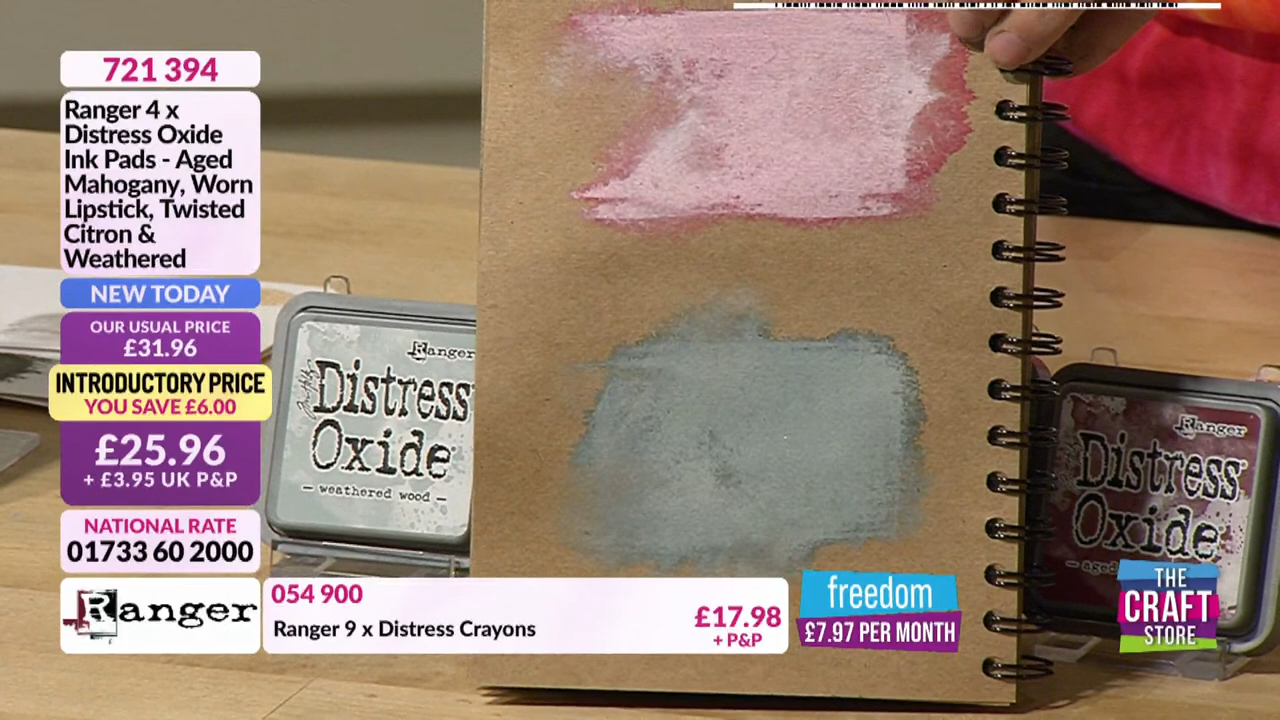 721 394
Ranger 4 x
Distress Oxide
Ink Pads - Aged
Mahogany, Worn
Lipstick, Twisted
Citron &
Weathered
NEW TODAY
OUR USUAL PRICE
£31.96
INTRODUCTORY PRICE
YOU SAVE £6.00
£25.96
+ £3.95 UK P&P
NATIONAL RATE
01733 60 2000
Ranger
054 900
Ranger 9 x Distress Crayons
£17.98
+ P&P
freedom
£7.97 PER MONTH
THE
CRAFT
STORE
Ranger
Tim Holtz
Distress
Oxide
— weathered wood —
Ranger
Distress
Oxide
— aged